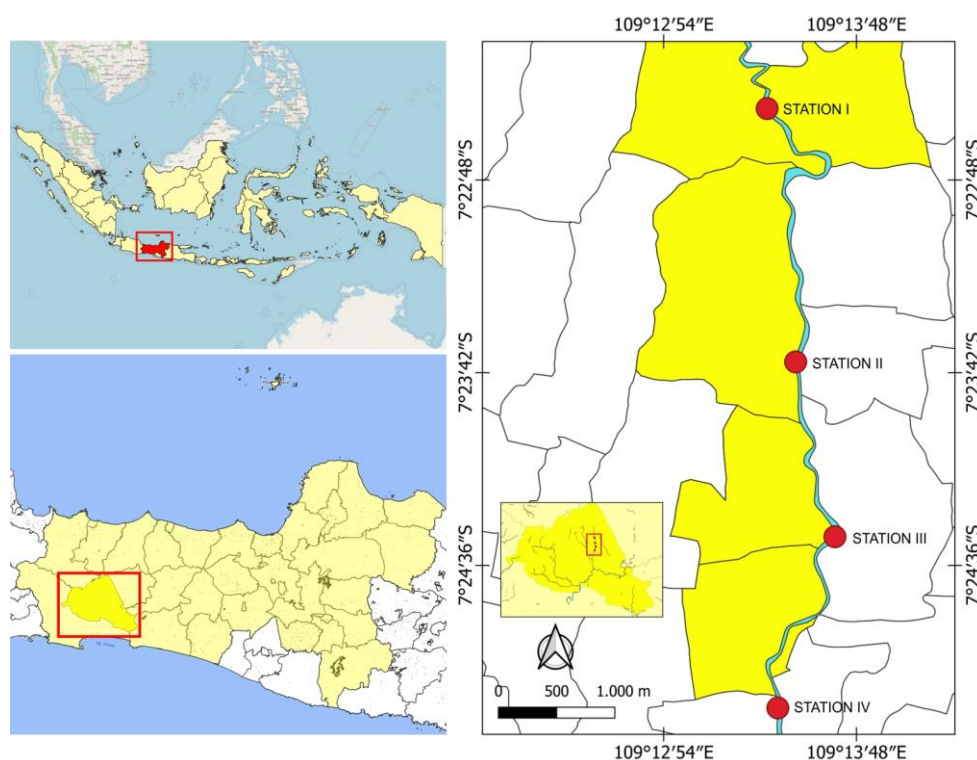 109°12′54″E
109°13′48″E
STATION I
7°22′48″S
7°22′48″S
STATION II
7°23′42″S
7°23′42″S
STATION III
7°24′36″S
7°24′36″S
0
500
1.000 m
STATION IV
109°12′54″E
109°13′48″E